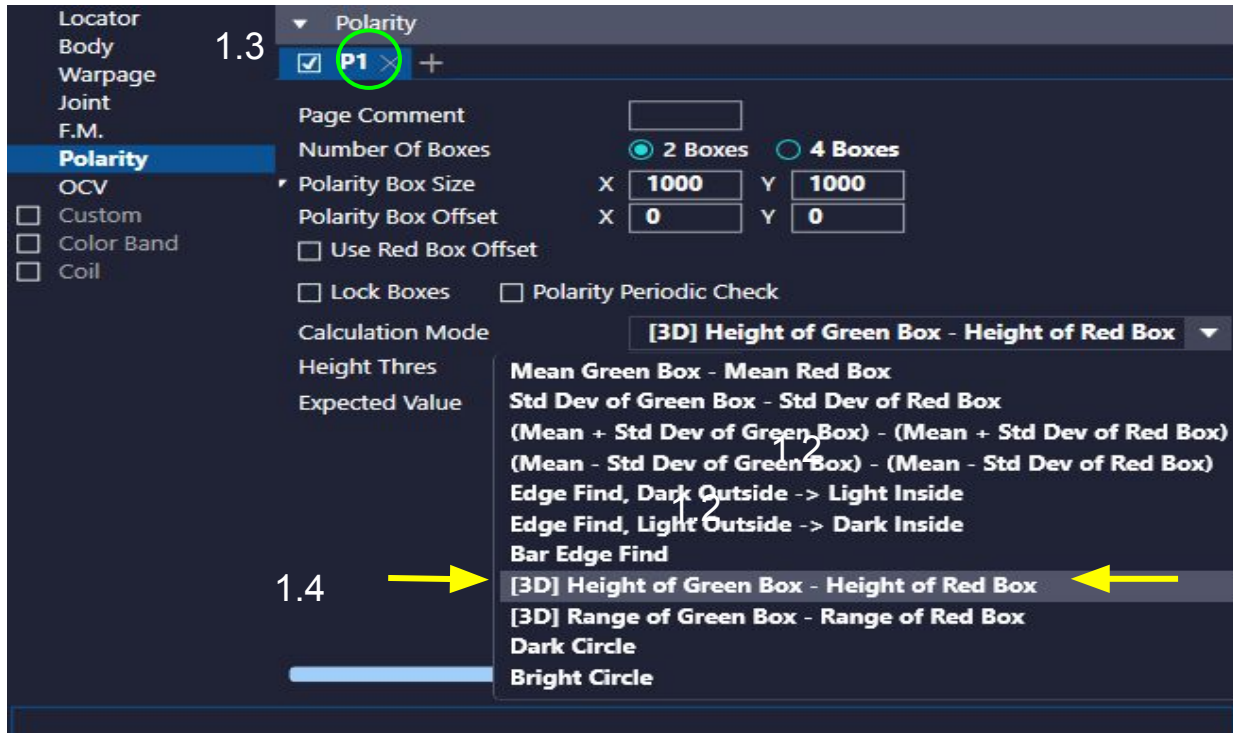 Locator
Body
Warpage
Joint
F.M.
Polarity
OCV
Custom
Color Band
Coil
1.3
Polarity
P1
Page Comment
Number Of Boxes 2 Boxes 4 Boxes
Polarity Box Size X 1000 Y 1000
Polarity Box Offset X 0 Y 0
Use Red Box Offset
Lock Boxes Polarity Periodic Check
Calculation Mode [3D] Height of Green Box - Height of Red Box
Height Thres
Expected Value
Mean Green Box - Mean Red Box
Std Dev of Green Box - Std Dev of Red Box
(Mean + Std Dev of Green Box) - (Mean + Std Dev of Red Box)
1.2
(Mean - Std Dev of Green Box) - (Mean - Std Dev of Red Box)
Edge Find, Dark Outside -> Light Inside
1.2
Edge Find, Light Outside -> Dark Inside
Bar Edge Find
1.4
[3D] Height of Green Box - Height of Red Box
[3D] Range of Green Box - Range of Red Box
Dark Circle
Bright Circle